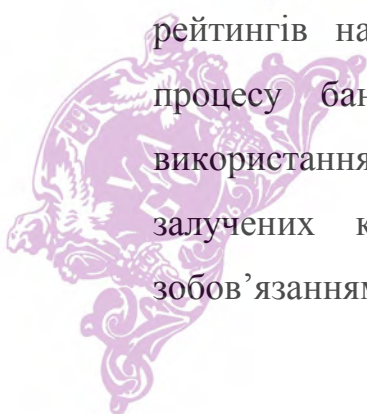 рейтингів на
процесу бан
використання
залучених к
зобов’язанням